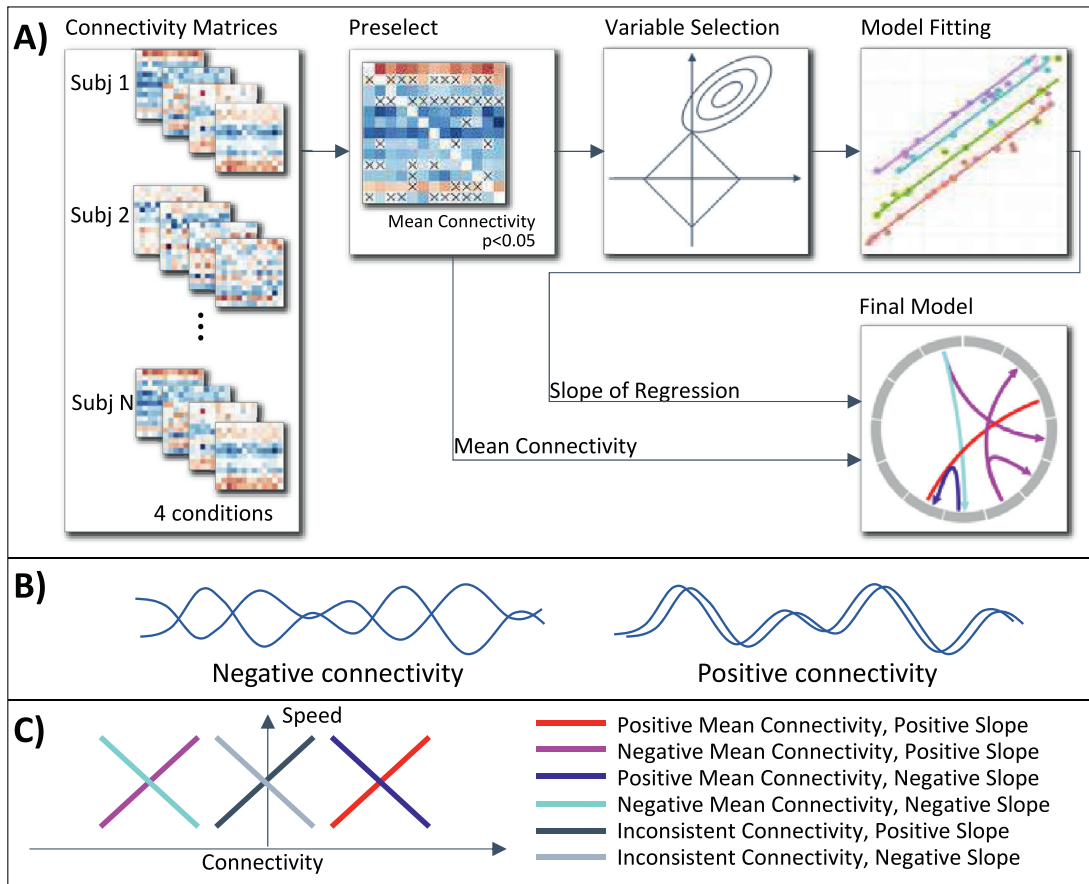 A)
Connectivity Matrices
Preselect
Variable Selection
Model Fitting
Subj 1
Subj 2
Subj N
4 conditions
Mean Connectivity
p<0.05
Final Model
Slope of Regression
Mean Connectivity
B)
Negative connectivity
Positive connectivity
C)
Speed
Connectivity
Positive Mean Connectivity, Positive Slope
Negative Mean Connectivity, Positive Slope
Positive Mean Connectivity, Negative Slope
Negative Mean Connectivity, Negative Slope
Inconsistent Connectivity, Positive Slope
Inconsistent Connectivity, Negative Slope